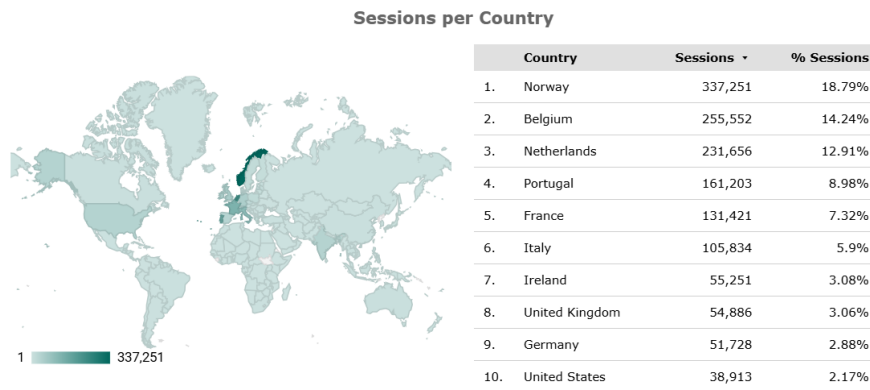 Sessions per Country
Country Sessions % Sessions
1. Norway 337,251 18.79%
2. Belgium 255,552 14.24%
3. Netherlands 231,656 12.91%
4. Portugal 161,203 8.98%
5. France 131,421 7.32%
6. Italy 105,834 5.9%
7. Ireland 55,251 3.08%
8. United Kingdom 54,886 3.06%
9. Germany 51,728 2.88%
10. United States 38,913 2.17%
1 337,251